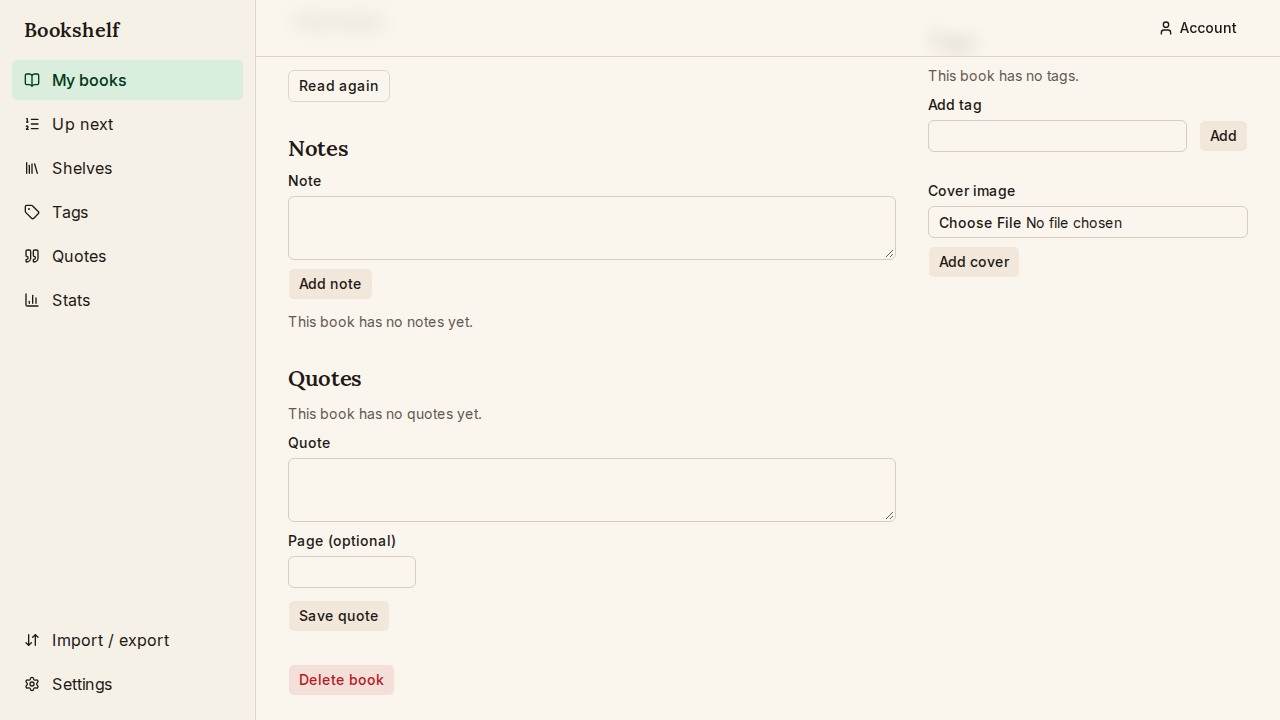 Bookshelf
My books
Up next
Shelves
Tags
Quotes
Stats
Import / export
Settings
Account
Read again
Notes
Note
Add note
This book has no notes yet.
Quotes
This book has no quotes yet.
Quote
Page (optional)
Save quote
Delete book
This book has no tags.
Add tag
Add
Cover image
Choose File No file chosen
Add cover